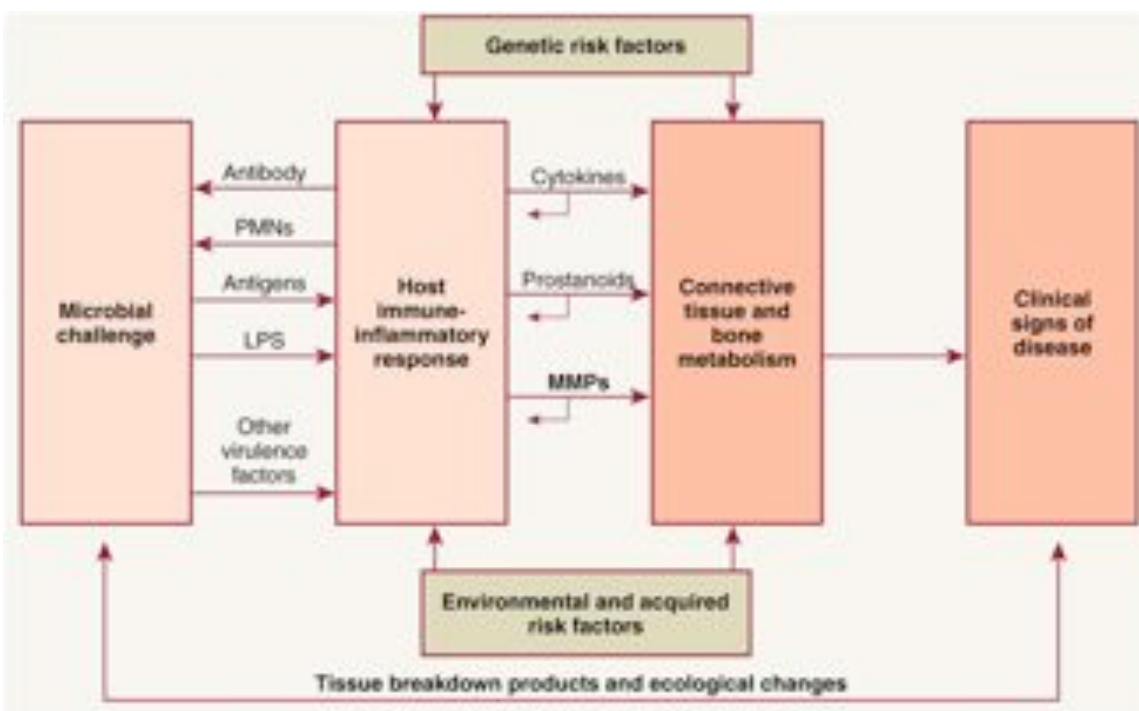 Genetic risk factors
Antibody
PMNs
Antigens
LPS
Other
virulence
factors
Microbial
challenge
Host
immune-
inflammatory
response
Cytokines
Prostanoids
MMPs
Connective
tissue and
bone
metabolism
Clinical
signs of
disease
Environmental and acquired
risk factors
Tissue breakdown products and ecological changes